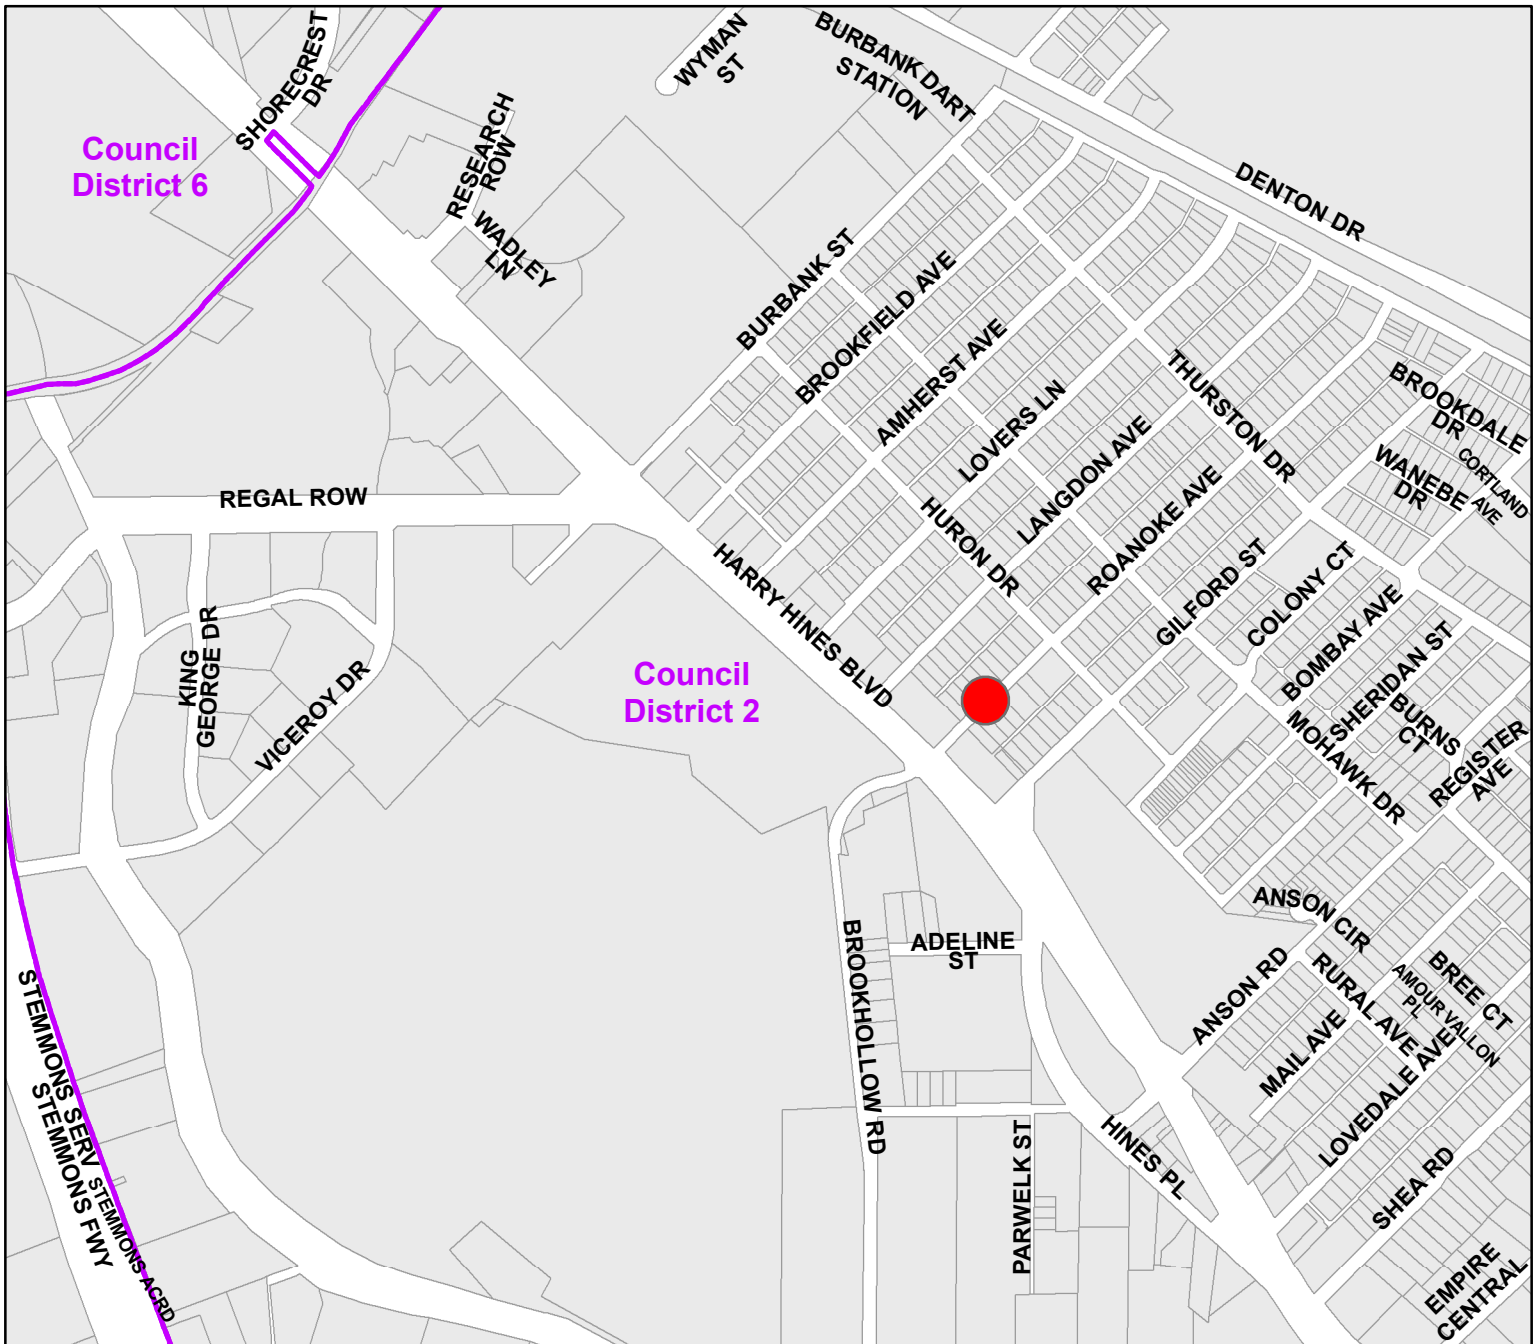 SHORECREST
DR
WYMAN
ST
BURBANK DART
STATION
Council
District 6
RESEARCH
ROW
WADLEY
LN
DENTON DR
BURBANK ST
BROOKFIELD AVE
AMHERST AVE
LOVERS LN
LANGDON AVE
THURSTON DR
BROOKDALE
DR
WANEBE
DR
CORTLAND
AVE
REGAL ROW
HURON DR
ROANOKE AVE
GILFORD ST
COLONY CT
BOMBAY AVE
SHERIDAN ST
BURNS
CT
REGISTER
AVE
MOHAWK DR
HARRY HINES BLVD
KING
GEORGE DR
VICEROY DR
Council
District 2
ANSON CIR
ANSON RD
ADELINE
ST
BROOKHOLLOW RD
RURAL AVE
AMOUR VALLON
PL
BREE CT
MAIL AVE
LOVEDALE AVE
STEMMONS SERV
STEMMONS FWY
STEMMONS ACRD
PARWELK ST
HINES PL
SHEA RD
EMPIRE
CENTRAL